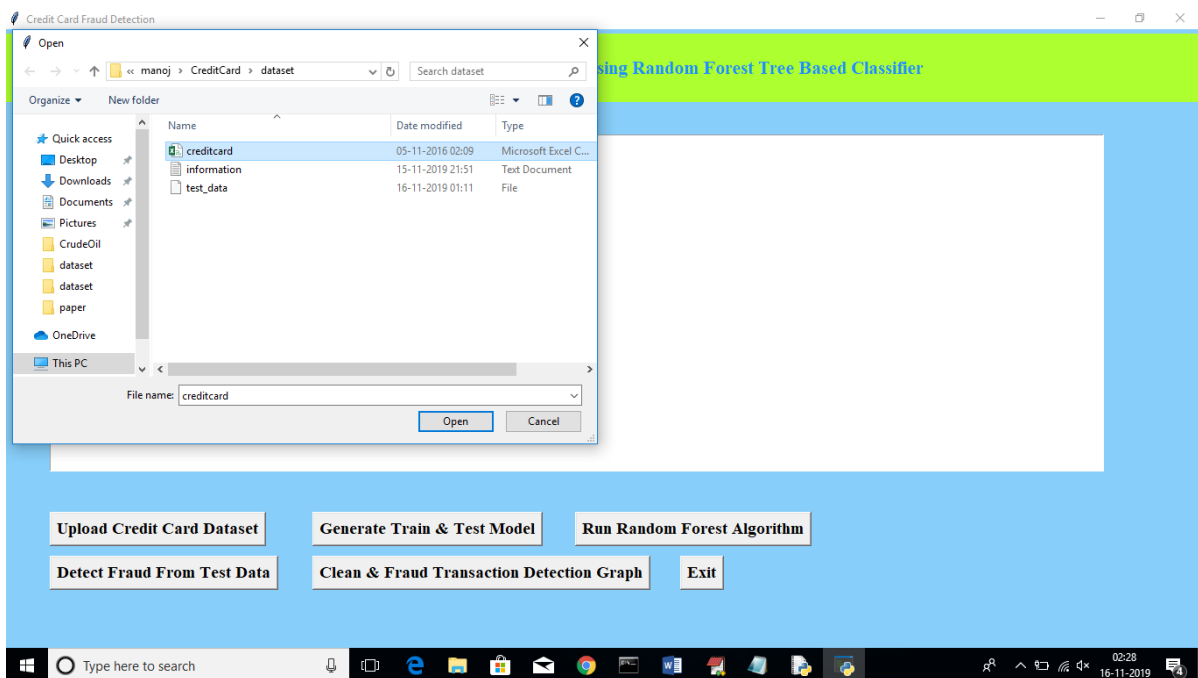 Credit Card Fraud Detection
Open
« manoj > CreditCard > dataset
Search dataset
sing Random Forest Tree Based Classifier
Organize
New folder
Name
Date modified
Type
Quick access
Desktop
Downloads
Documents
Pictures
CrudeOil
dataset
dataset
paper
OneDrive
This PC
creditcard 05-11-2016 02:09 Microsoft Excel C...
information 15-11-2019 21:51 Text Document
test_data 16-11-2019 01:11 File
File name: creditcard
Open
Cancel
Upload Credit Card Dataset
Generate Train & Test Model
Run Random Forest Algorithm
Detect Fraud From Test Data
Clean & Fraud Transaction Detection Graph
Exit
Type here to search
02:28
16-11-2019
4